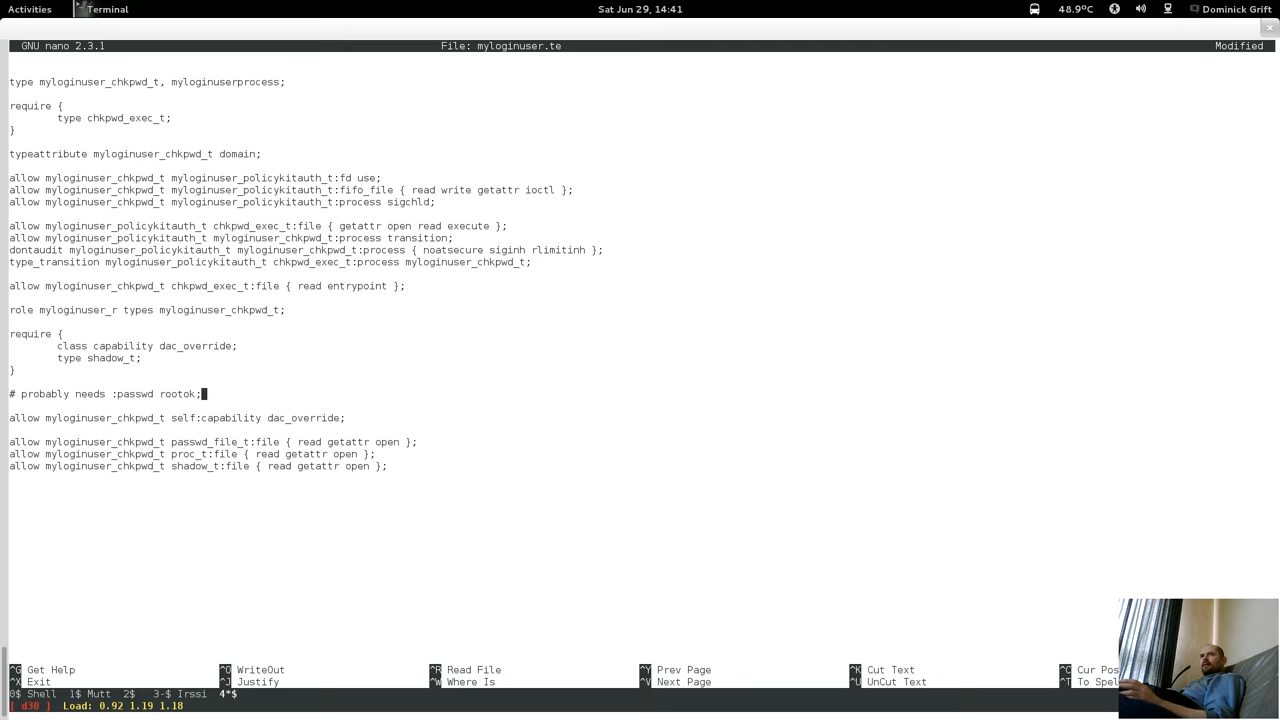 Activities Terminal Sat Jun 29, 14:41 48.9°C Dominick Grift
GNU nano 2.3.1 File: myloginuser.te Modified
type myloginuser_chkpwd_t, myloginuserprocess;
require {
type chkpwd_exec_t;
}
typeattribute myloginuser_chkpwd_t domain;
allow myloginuser_chkpwd_t myloginuser_policykitauth_t:fd use;
allow myloginuser_chkpwd_t myloginuser_policykitauth_t:fifo_file { read write getattr ioctl };
allow myloginuser_chkpwd_t myloginuser_policykitauth_t:process sigchld;
allow myloginuser_policykitauth_t chkpwd_exec_t:file { getattr open read execute };
allow myloginuser_policykitauth_t myloginuser_chkpwd_t:process transition;
dontaudit myloginuser_policykitauth_t myloginuser_chkpwd_t:process { noatsecure siginh rlimitinh };
type_transition myloginuser_policykitauth_t chkpwd_exec_t:process myloginuser_chkpwd_t;
allow myloginuser_chkpwd_t chkpwd_exec_t:file { read entrypoint };
role myloginuser_r types myloginuser_chkpwd_t;
require {
class capability dac_override;
type shadow_t;
}
# probably needs :passwd rootok;
allow myloginuser_chkpwd_t self:capability dac_override;
allow myloginuser_chkpwd_t passwd_file_t:file { read getattr open };
allow myloginuser_chkpwd_t proc_t:file { read getattr open };
allow myloginuser_chkpwd_t shadow_t:file { read getattr open };
^G Get Help ^O WriteOut ^R Read File ^Y Prev Page ^K Cut Text ^C Cur Pos
^X Exit ^J Justify ^W Where Is ^V Next Page ^U UnCut Text ^T To Spel
0$ Shell 1$ Mutt 2$ 3-$ Irssi 4*$
[ d30 ] Load: 0.92 1.19 1.18